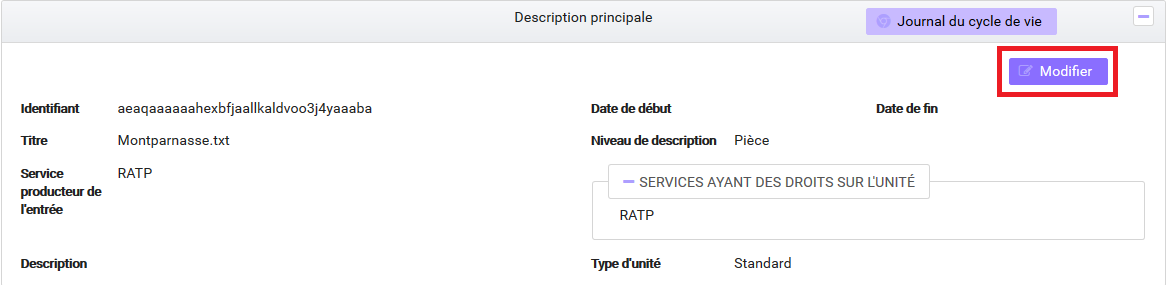 Description principale
Journal du cycle de vie
Modifier
Identifiant aeaqaaaaaahexbfjaallkaldvoo3j4yaaaba
Date de début
Date de fin
Titre Montparnasse.txt
Niveau de description Pièce
Service producteur de l'entrée RATP
SERVICES AYANT DES DROITS SUR L'UNITÉ
RATP
Description
Type d'unité Standard